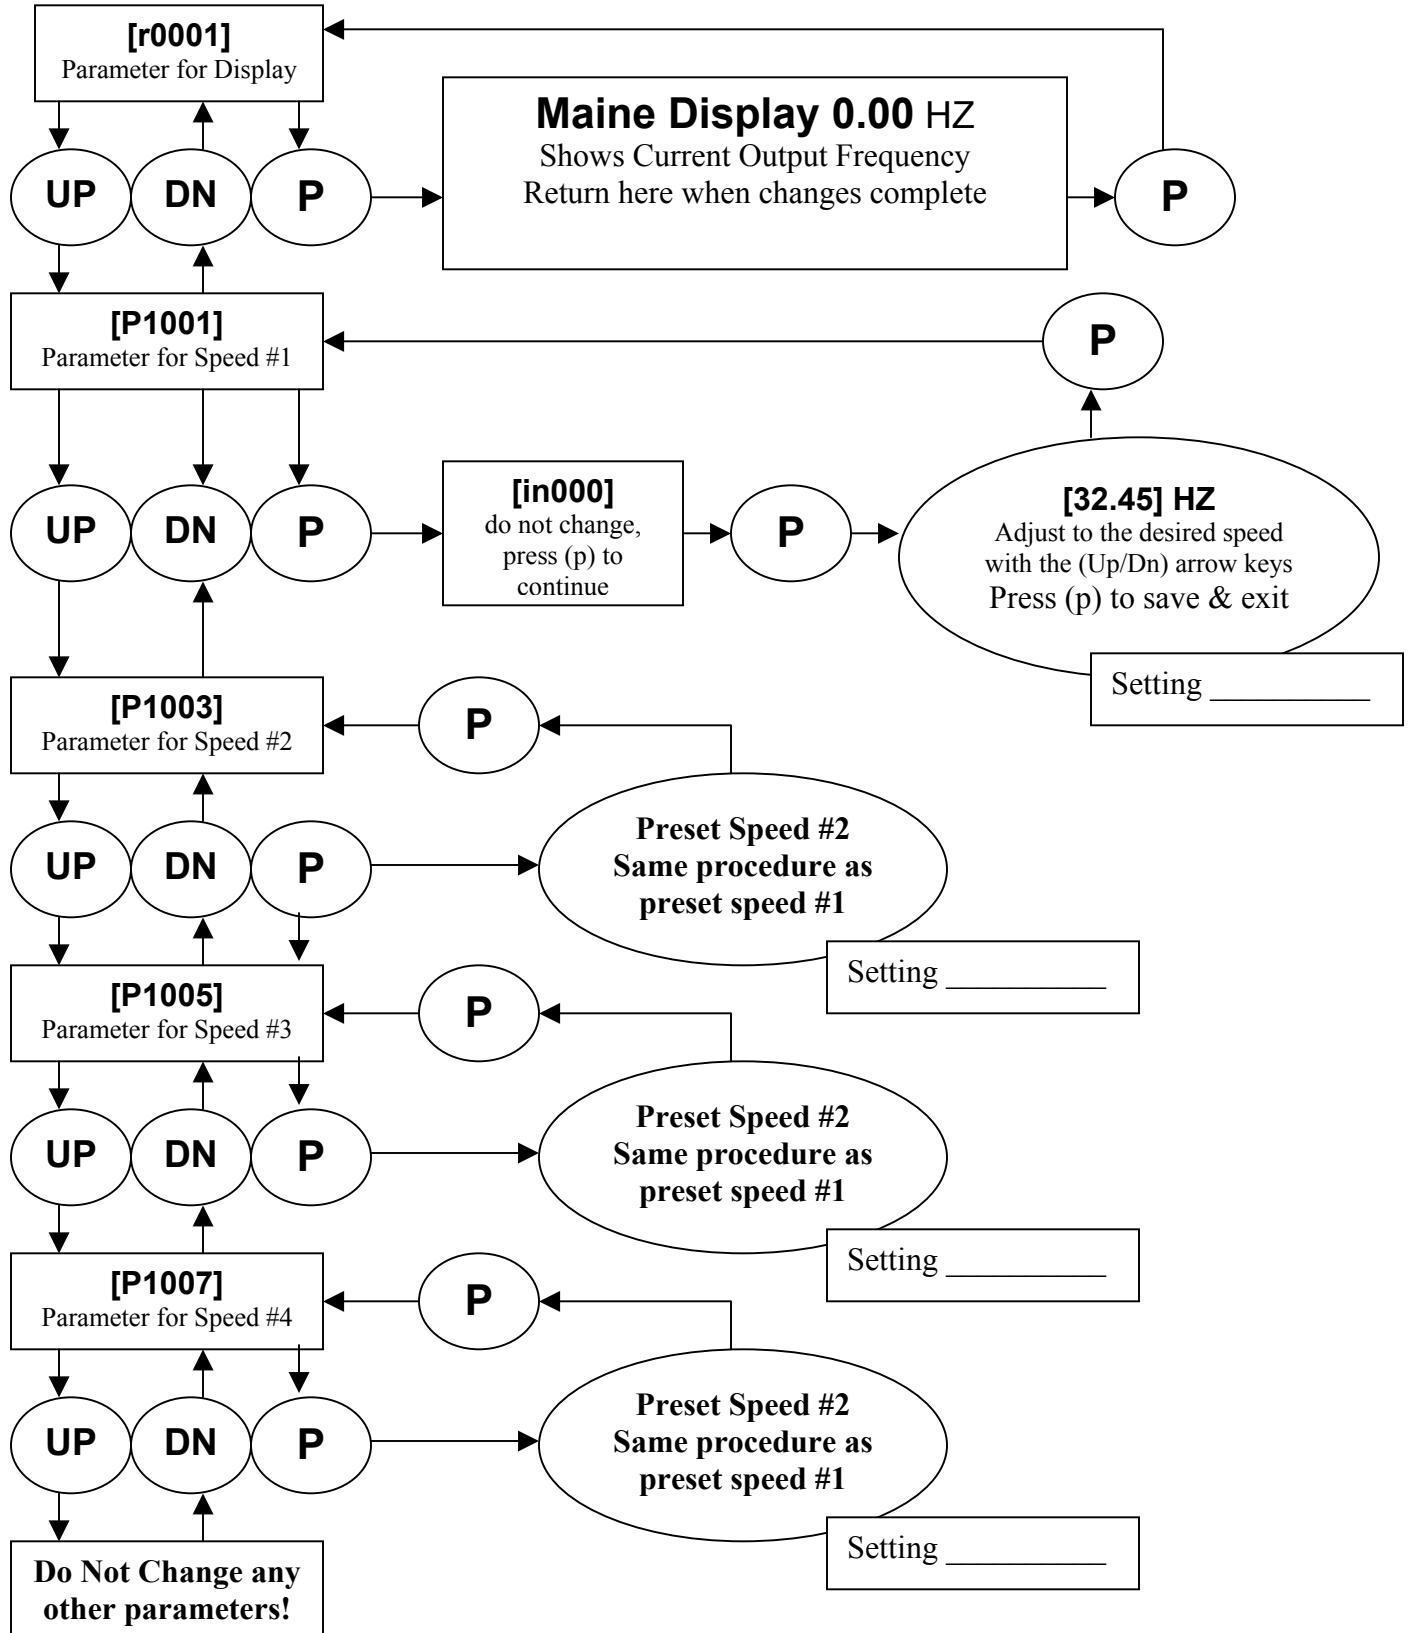 [r0001]
Parameter for Display
UP
DN
P
Maine Display 0.00 HZ
Shows Current Output Frequency
Return here when changes complete
P
[P1001]
Parameter for Speed #1
P
UP
DN
P
[in000]
do not change,
press (p) to
continue
P
[32.45] HZ
Adjust to the desired speed
with the (Up/Dn) arrow keys
Press (p) to save & exit
Setting __________
[P1003]
Parameter for Speed #2
P
UP
DN
P
Preset Speed #2
Same procedure as
preset speed #1
Setting __________
[P1005]
Parameter for Speed #3
P
UP
DN
P
Preset Speed #2
Same procedure as
preset speed #1
Setting __________
[P1007]
Parameter for Speed #4
P
UP
DN
P
Preset Speed #2
Same procedure as
preset speed #1
Setting __________
Do Not Change any
other parameters!